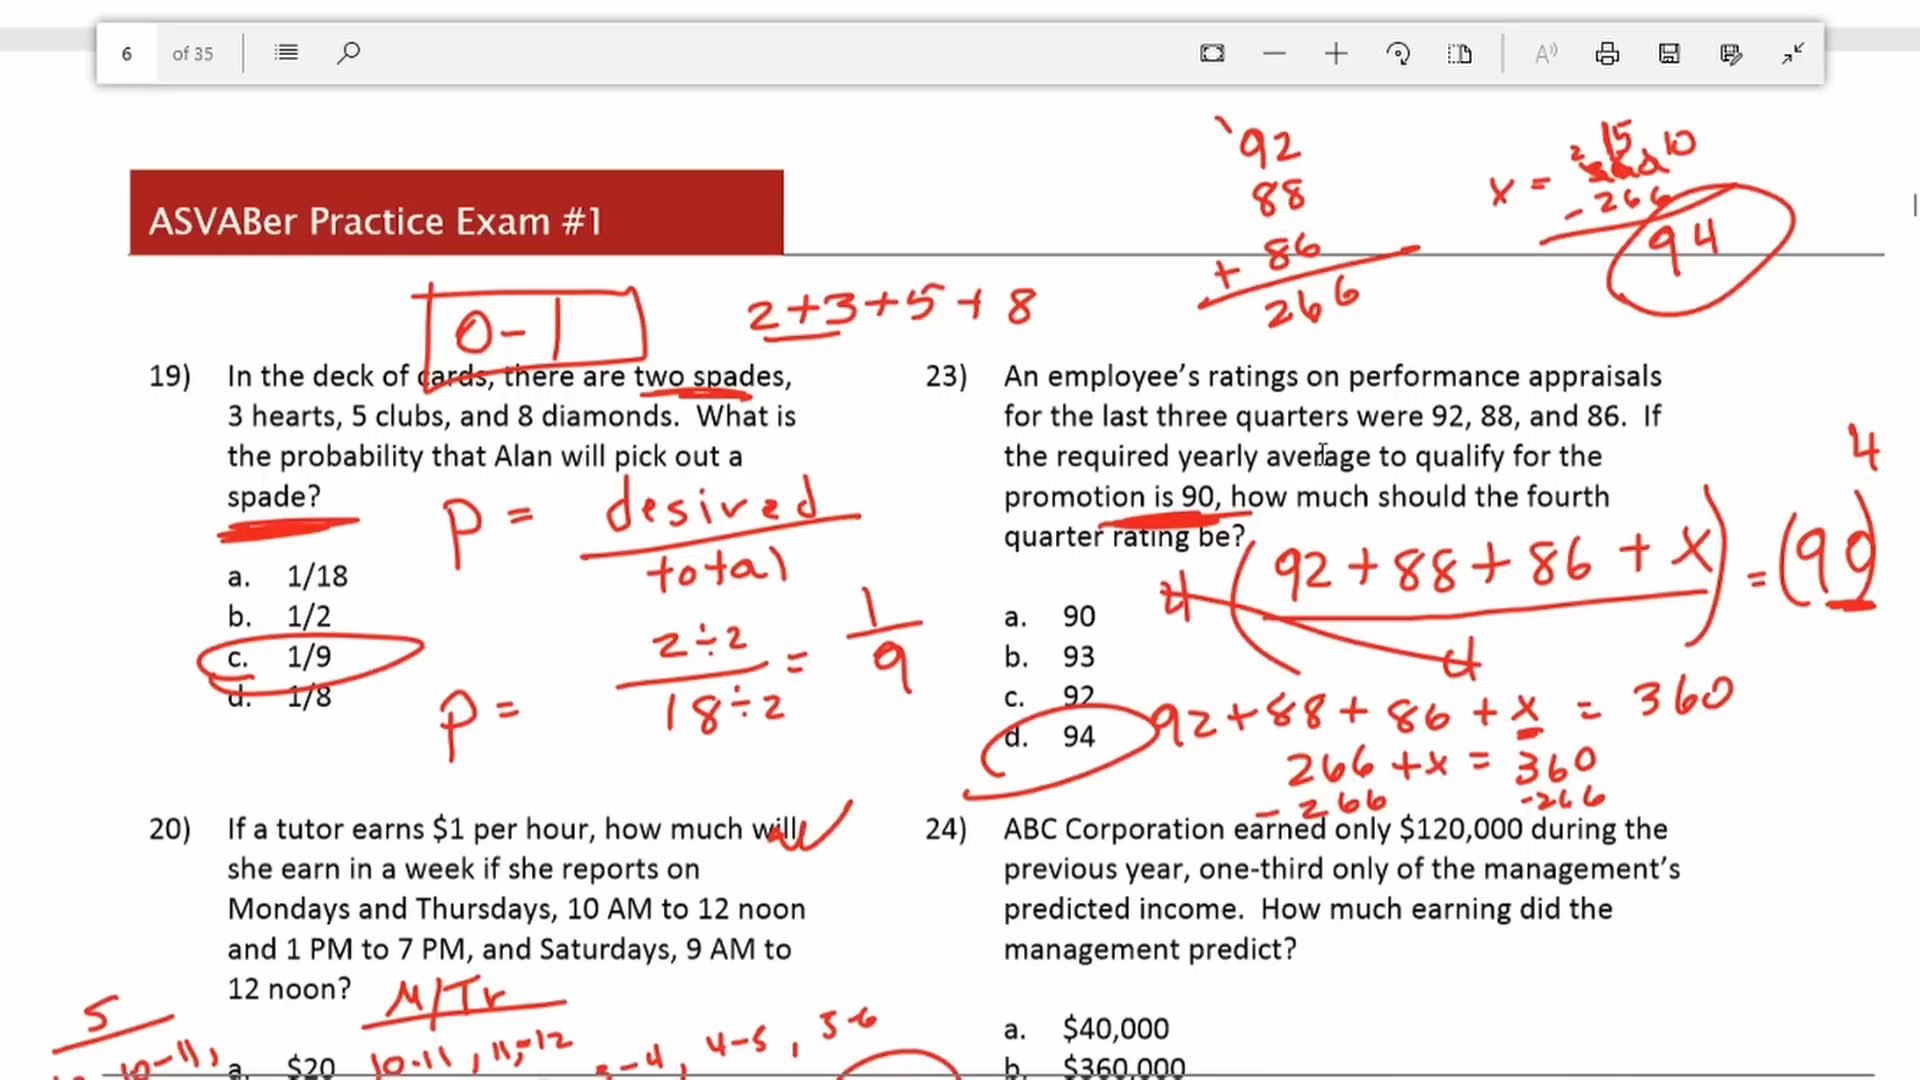 6 of 35
ASVABer Practice Exam #1
0-1
2+3+5+8
92
88
+ 86
266
x =
2 15 10
- 266
94
19) In the deck of cards, there are two spades,
3 hearts, 5 clubs, and 8 diamonds. What is
the probability that Alan will pick out a
spade?
a. 1/18
b. 1/2
c. 1/9
d. 1/8
P = desired
total
P = 2÷2
18÷2
= 1
9
20) If a tutor earns $1 per hour, how much will
she earn in a week if she reports on
Mondays and Thursdays, 10 AM to 12 noon
and 1 PM to 7 PM, and Saturdays, 9 AM to
12 noon?
S
10-11,
M/Tr
10-11, 11-12
3-4, 4-5, 5-6
a. $20
23) An employee's ratings on performance appraisals
for the last three quarters were 92, 88, and 86. If
the required yearly average to qualify for the
promotion is 90, how much should the fourth
quarter rating be?
a. 90
b. 93
c. 92
d. 94
4 (92+88+86+x) = (90) 4
4
92+88+86+x = 360
266+x = 360
-266 -266
24) ABC Corporation earned only $120,000 during the
previous year, one-third only of the management's
predicted income. How much earning did the
management predict?
a. $40,000
b. $360,000